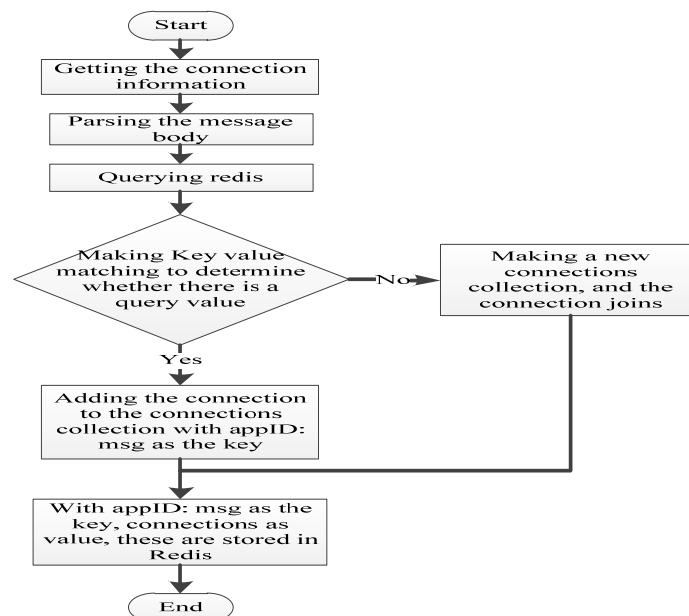 Start
Getting the connection
information
Parsing the message
body
Querying redis
Making Key value
matching to determine
whether there is a
query value
No
Making a new
connections
collection, and the
connection joins
Yes
Adding the connection
to the connections
collection with appID:
msg as the key
With appID: msg as the
key, connections as
value, these are stored in
Redis
End